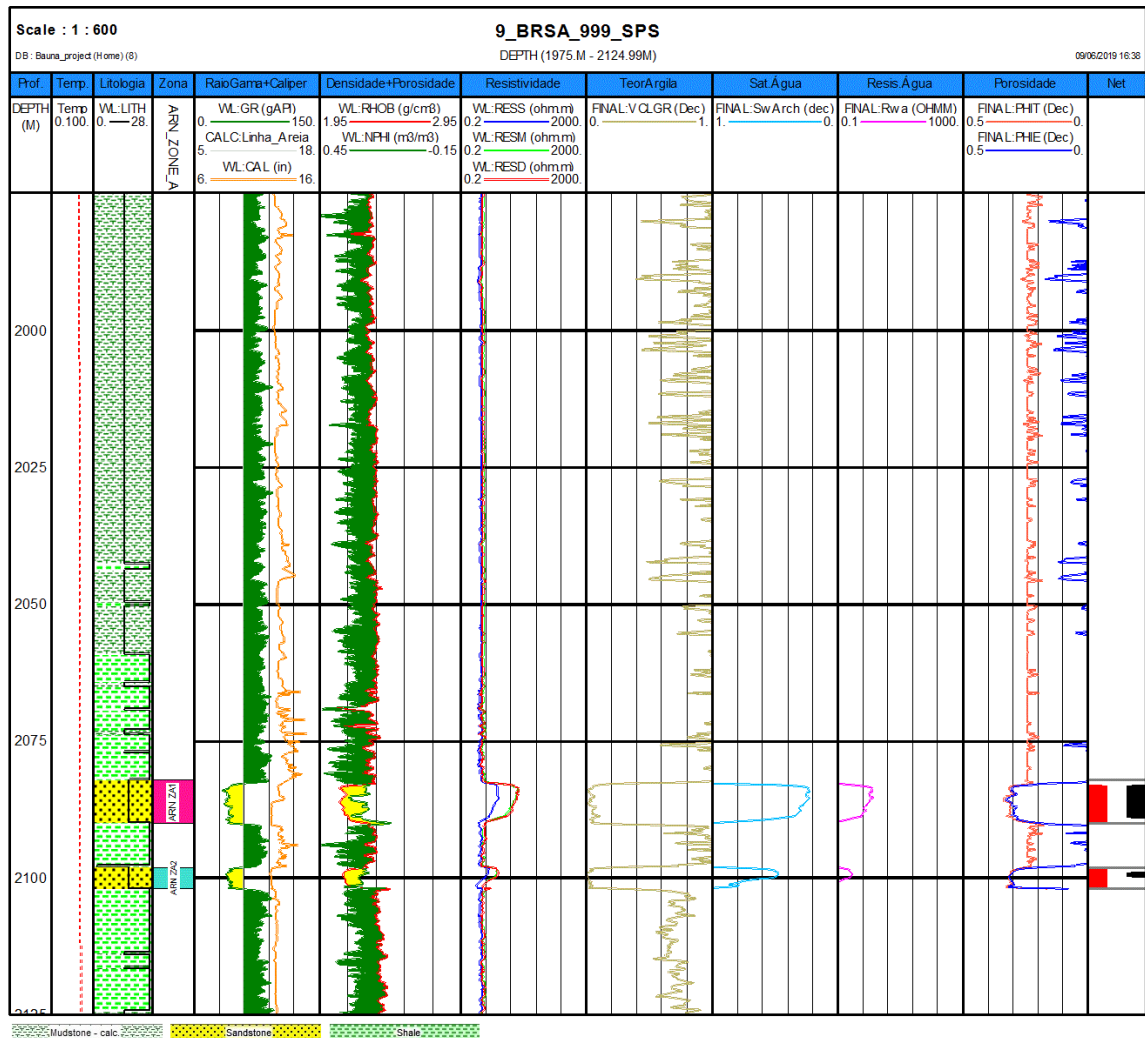 Scale : 1 : 600
9_BRSA_999_SPS
DB : Bauna_project (Home) (8)
DEPTH (1975.M - 2124.99M)
09/06/2019 16:38
Prof. Temp. Litologia Zona RaioGama+Caliper Densidade+Porosidade Resistividade TeorArgila Sat.Água Resis.Água Porosidade Net
DEPTH (M)
Temp
0. 100.
WL:LITH
0. 28.
ARN_ZONE_A
WL:GR (gAPI)
0. 150.
CALC:Linha_Areia
5. 18.
WL:CAL (in)
6. 16.
WL:RHOB (g/cm3)
1.95 2.95
WL:NPHI (m3/m3)
0.45 -0.15
WL:RESS (ohm.m)
0.2 2000.
WL:RESM (ohm.m)
0.2 2000.
WL:RESD (ohm.m)
0.2 2000.
FINAL:VCLGR (Dec)
0. 1.
FINAL:SwArch (dec)
1. 0.
FINAL:Rwa (OHMM)
0.1 1000.
FINAL:PHIT (Dec)
0.5 0.
FINAL:PHIE (Dec)
0.5 0.
2000
2025
2050
2075
ARN ZA1
ARN ZA2
2100
2125
Mudstone - calc.
Sandstone
Shale